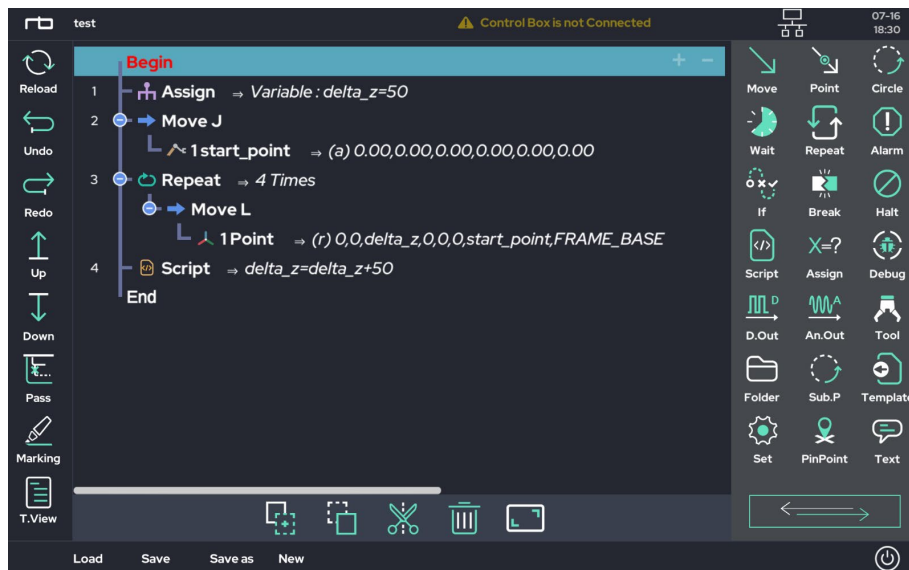 test
Control Box is not Connected
07-16
18:30
Reload
Undo
Redo
Up
Down
Pass
Marking
T.View
Begin
1 Assign ⇒ Variable : delta_z=50
2 Move J
1 start_point ⇒ (a) 0.00,0.00,0.00,0.00,0.00,0.00
3 Repeat ⇒ 4 Times
Move L
1 Point ⇒ (r) 0,0,delta_z,0,0,0,start_point,FRAME_BASE
4 Script ⇒ delta_z=delta_z+50
End
Move Point Circle
Wait Repeat Alarm
If Break Halt
X=?
Script Assign Debug
D A
D.Out An.Out Tool
Folder Sub.P Templat
Set PinPoint Text
Load Save Save as New